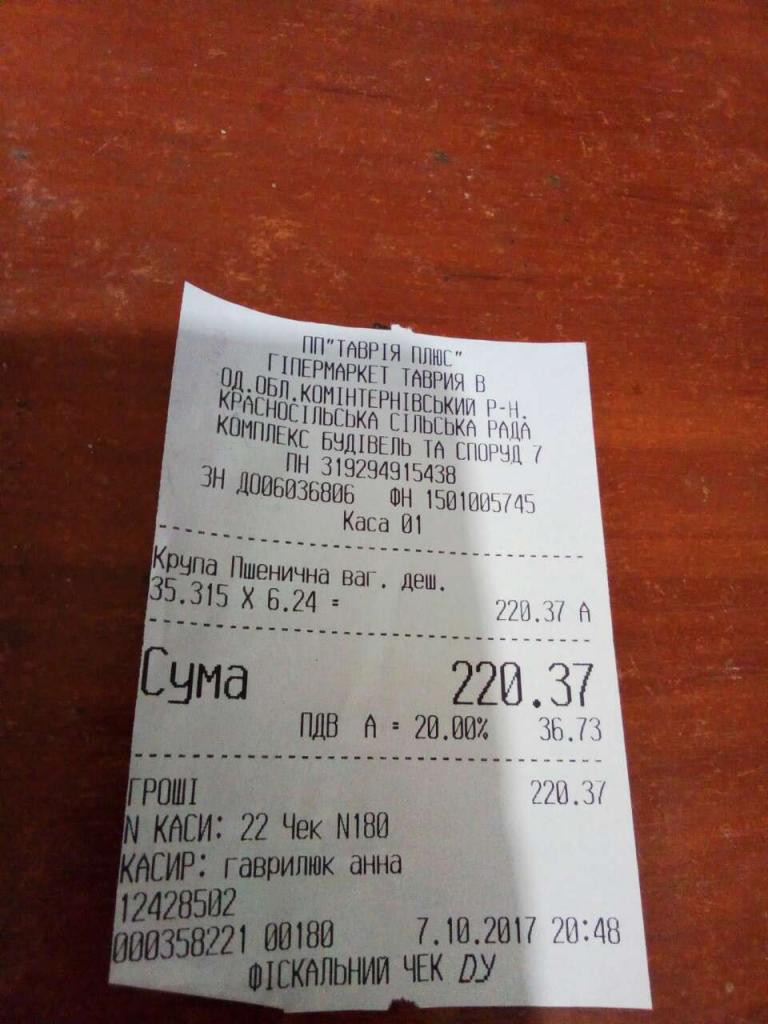 ПП"ТАВРІЯ ПЛЮС"
ГІПЕРМАРКЕТ ТАВРИЯ В
ОД.ОБЛ.КОМІНТЕРНІВСЬКИЙ Р-Н.
КРАСНОСІЛЬСЬКА СІЛЬСЬКА РАДА
КОМПЛЕКС БУДІВЕЛЬ ТА СПОРУД 7
ПН 319294915438
ЗН ДО06036806 ФН 1501005745
Каса 01
Крупа Пшенична ваг. деш.
35.315 X 6.24 = 220.37 А
Сума 220.37
ПДВ А = 20.00% 36.73
ГРОШІ 220.37
N КАСИ: 22 Чек N180
КАСИР: гаврилюк анна
12428502
000358221 00180 7.10.2017 20:48
ФІСКАЛЬНИЙ ЧЕК DY